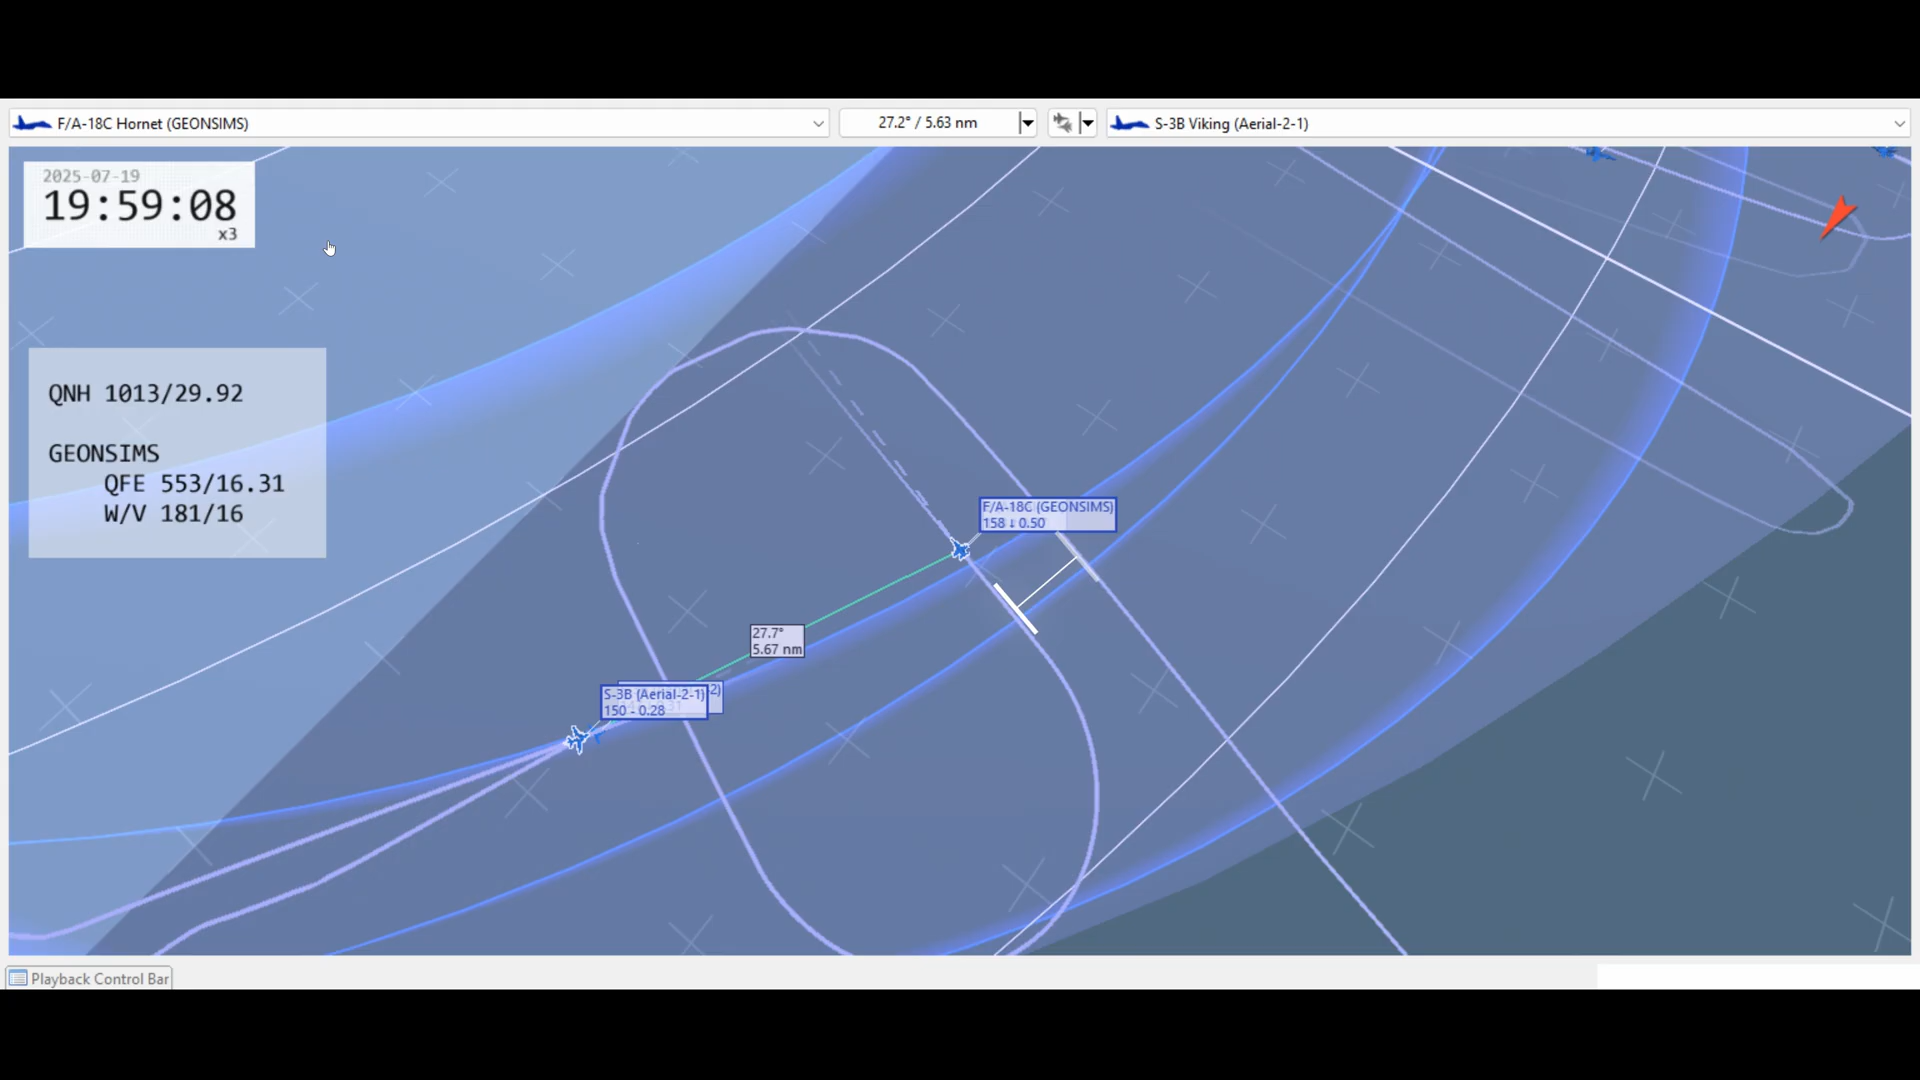 F/A-18C Hornet (GEONSIMS)
27.2° / 5.63 nm
S-3B Viking (Aerial-2-1)
2025-07-19
19:59:08
x3
QNH 1013/29.92
GEONSIMS
QFE 553/16.31
W/V 181/16
F/A-18C (GEONSIMS)
158 ↓ 0.50
27.7°
5.67 nm
S-3B (Aerial-2-1)
150 - 0.28
2)
Playback Control Bar